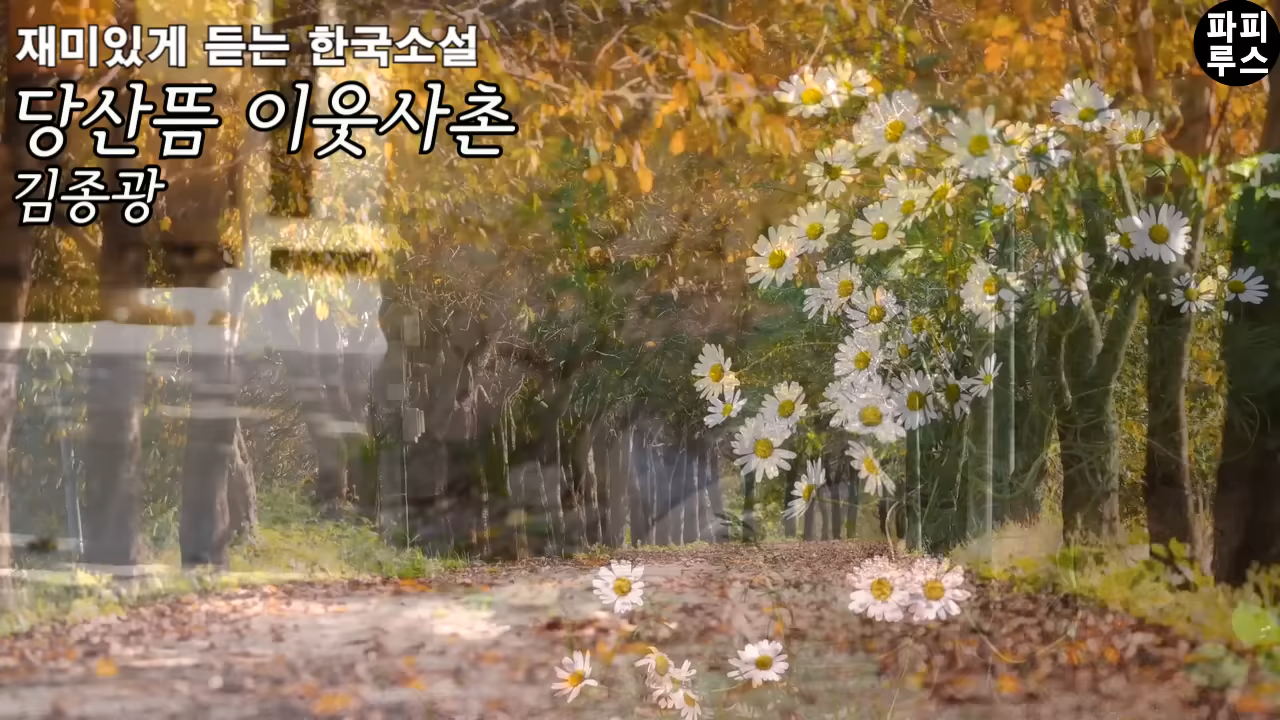 재미있게 듣는 한국소설
당산뜸 이웃사촌
김종광
파피
루스